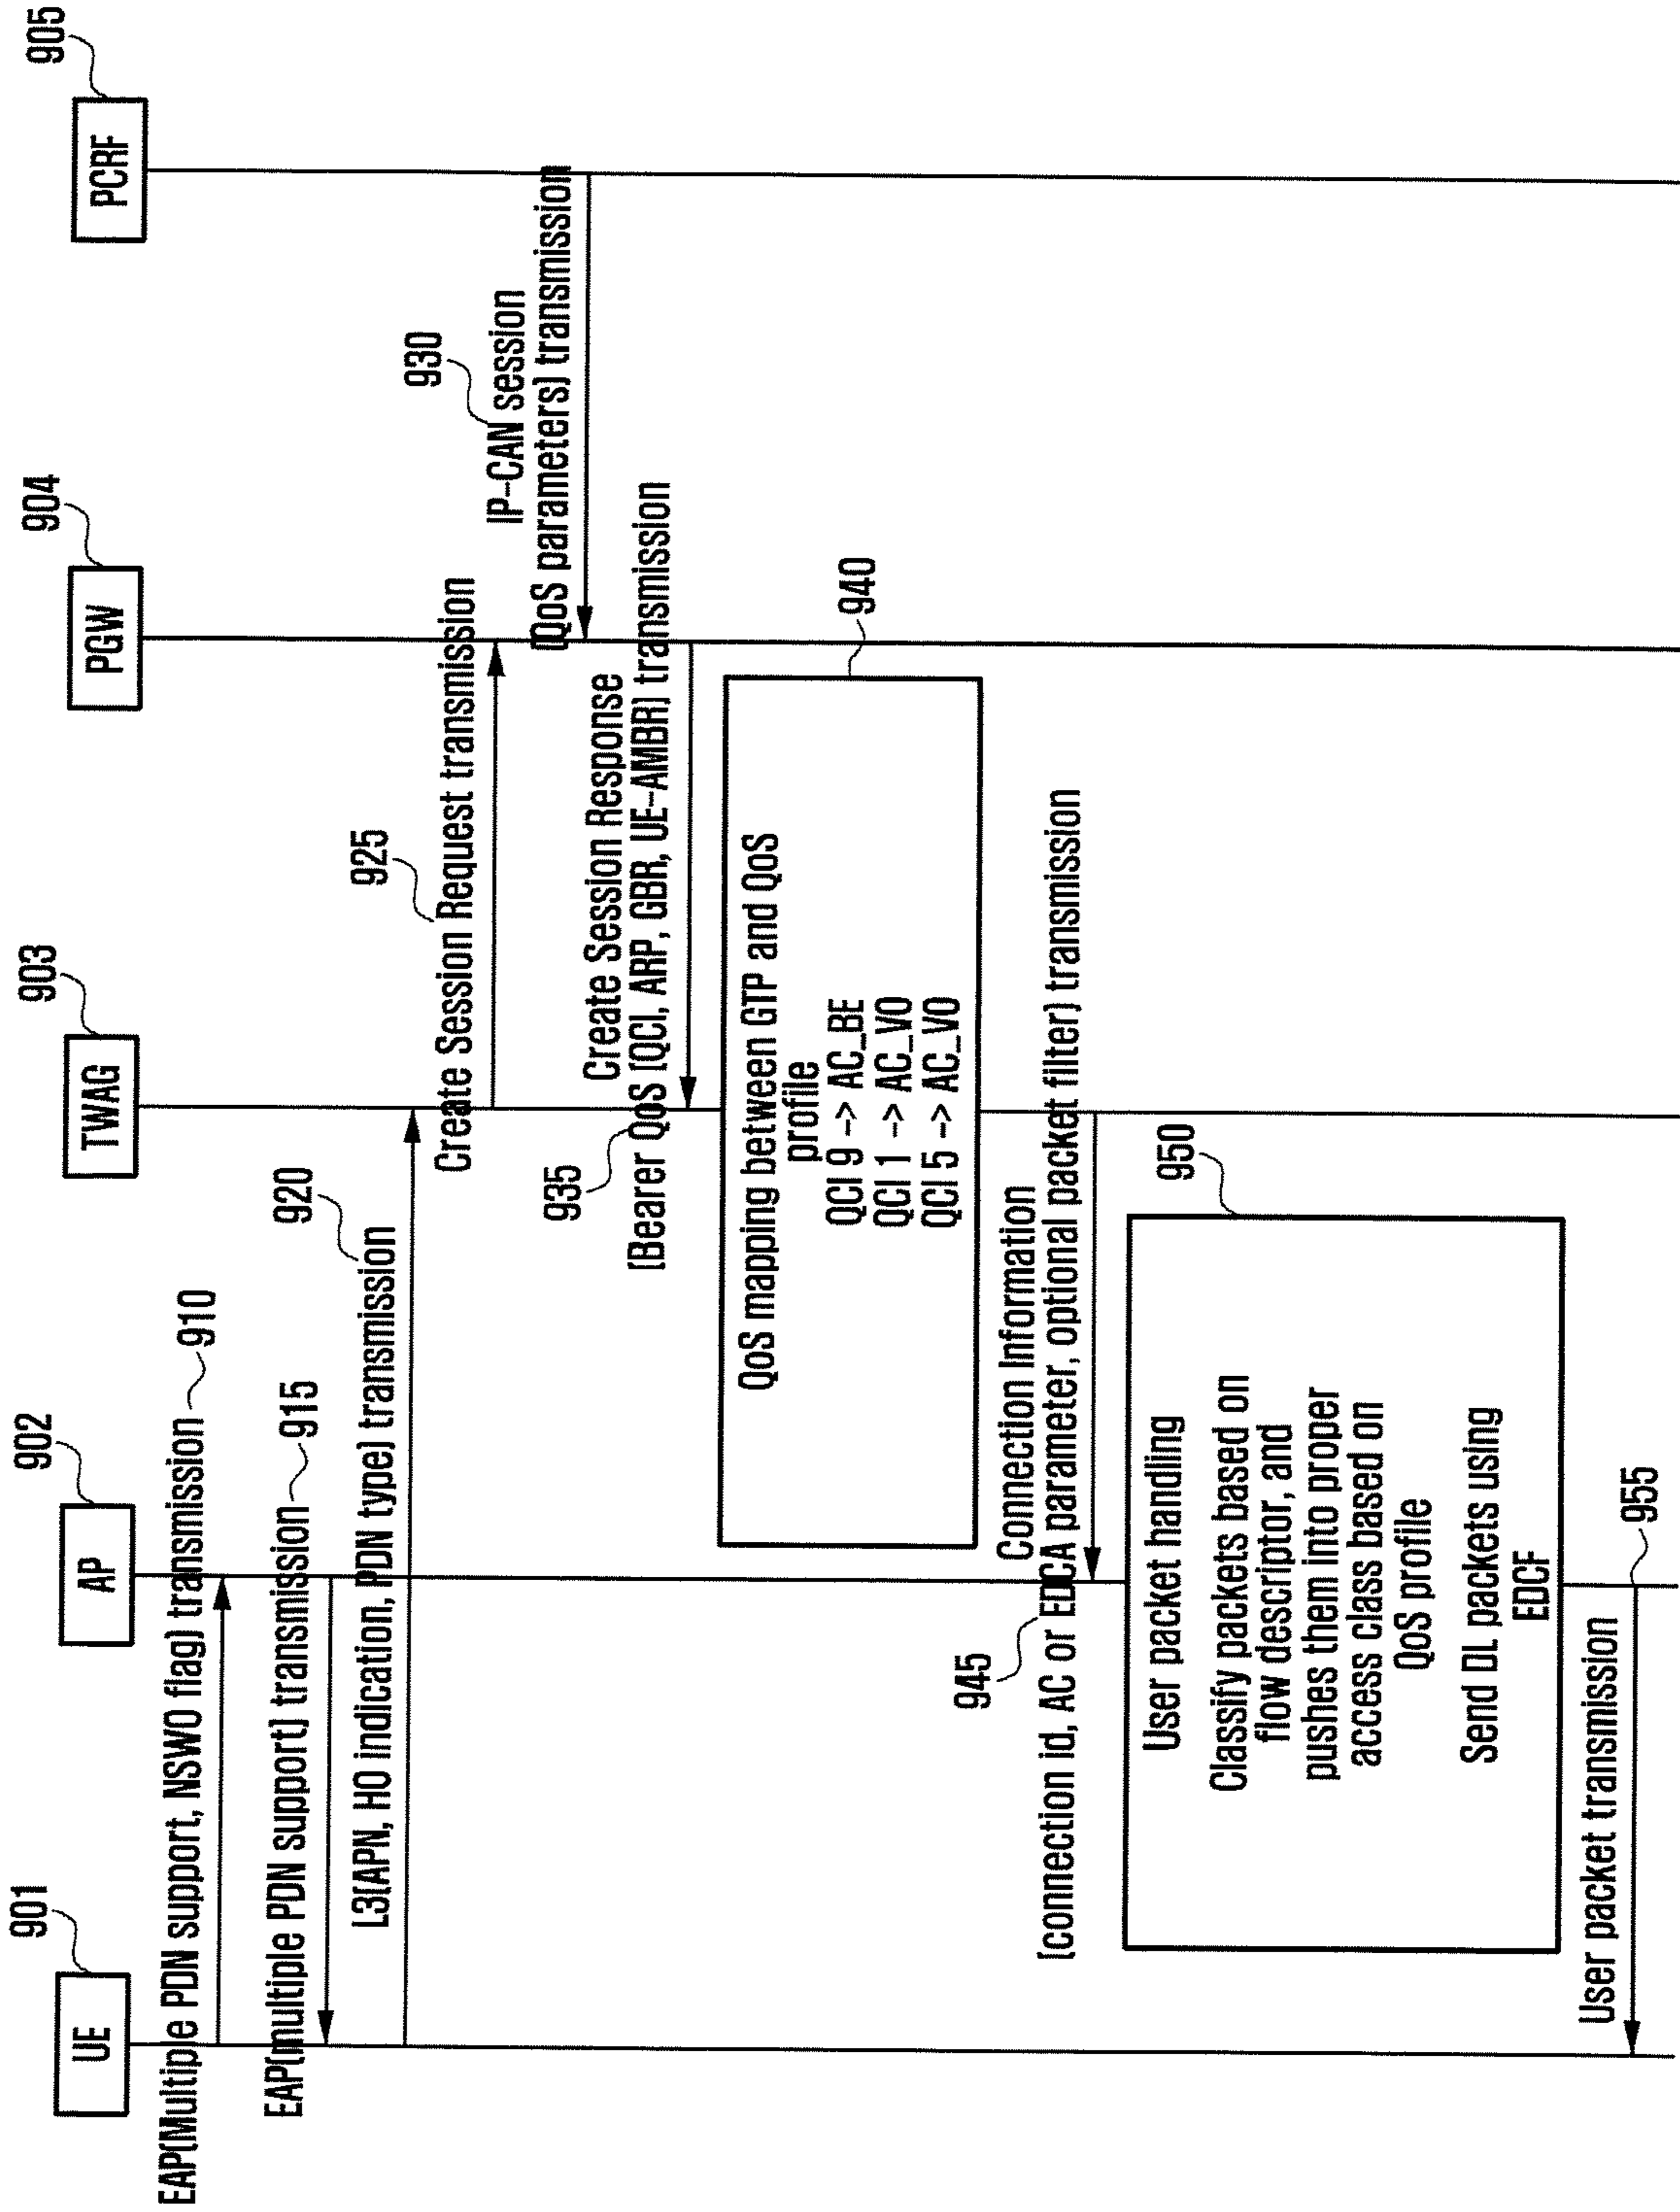 901
902
903
904
905
UE
AP
TWAG
PGW
PCRF
EAP(Multiple PDN support, NSWO flag) transmission
910
EAP(multiple PDN support) transmission
915
920
L3(APN, HO indication, PDN type) transmission
925
Create Session Request transmission
930
IP-CAN session
(QoS parameters) transmission
935
Create Session Response
(Bearer QoS (QCI, ARP, GBR, UE-AMBR) transmission
940
QoS mapping between GTP and QoS
profile
QCI 9 -> AC_BE
QCI 1 -> AC_VO
QCI 5 -> AC_VO
945
Connection Information
(connection id, AC or EDCA parameter, optional packet filter) transmission
950
User packet handling
Classify packets based on
flow descriptor, and
pushes them into proper
access class based on
QoS profile
Send DL packets using
EDCF
User packet transmission
955